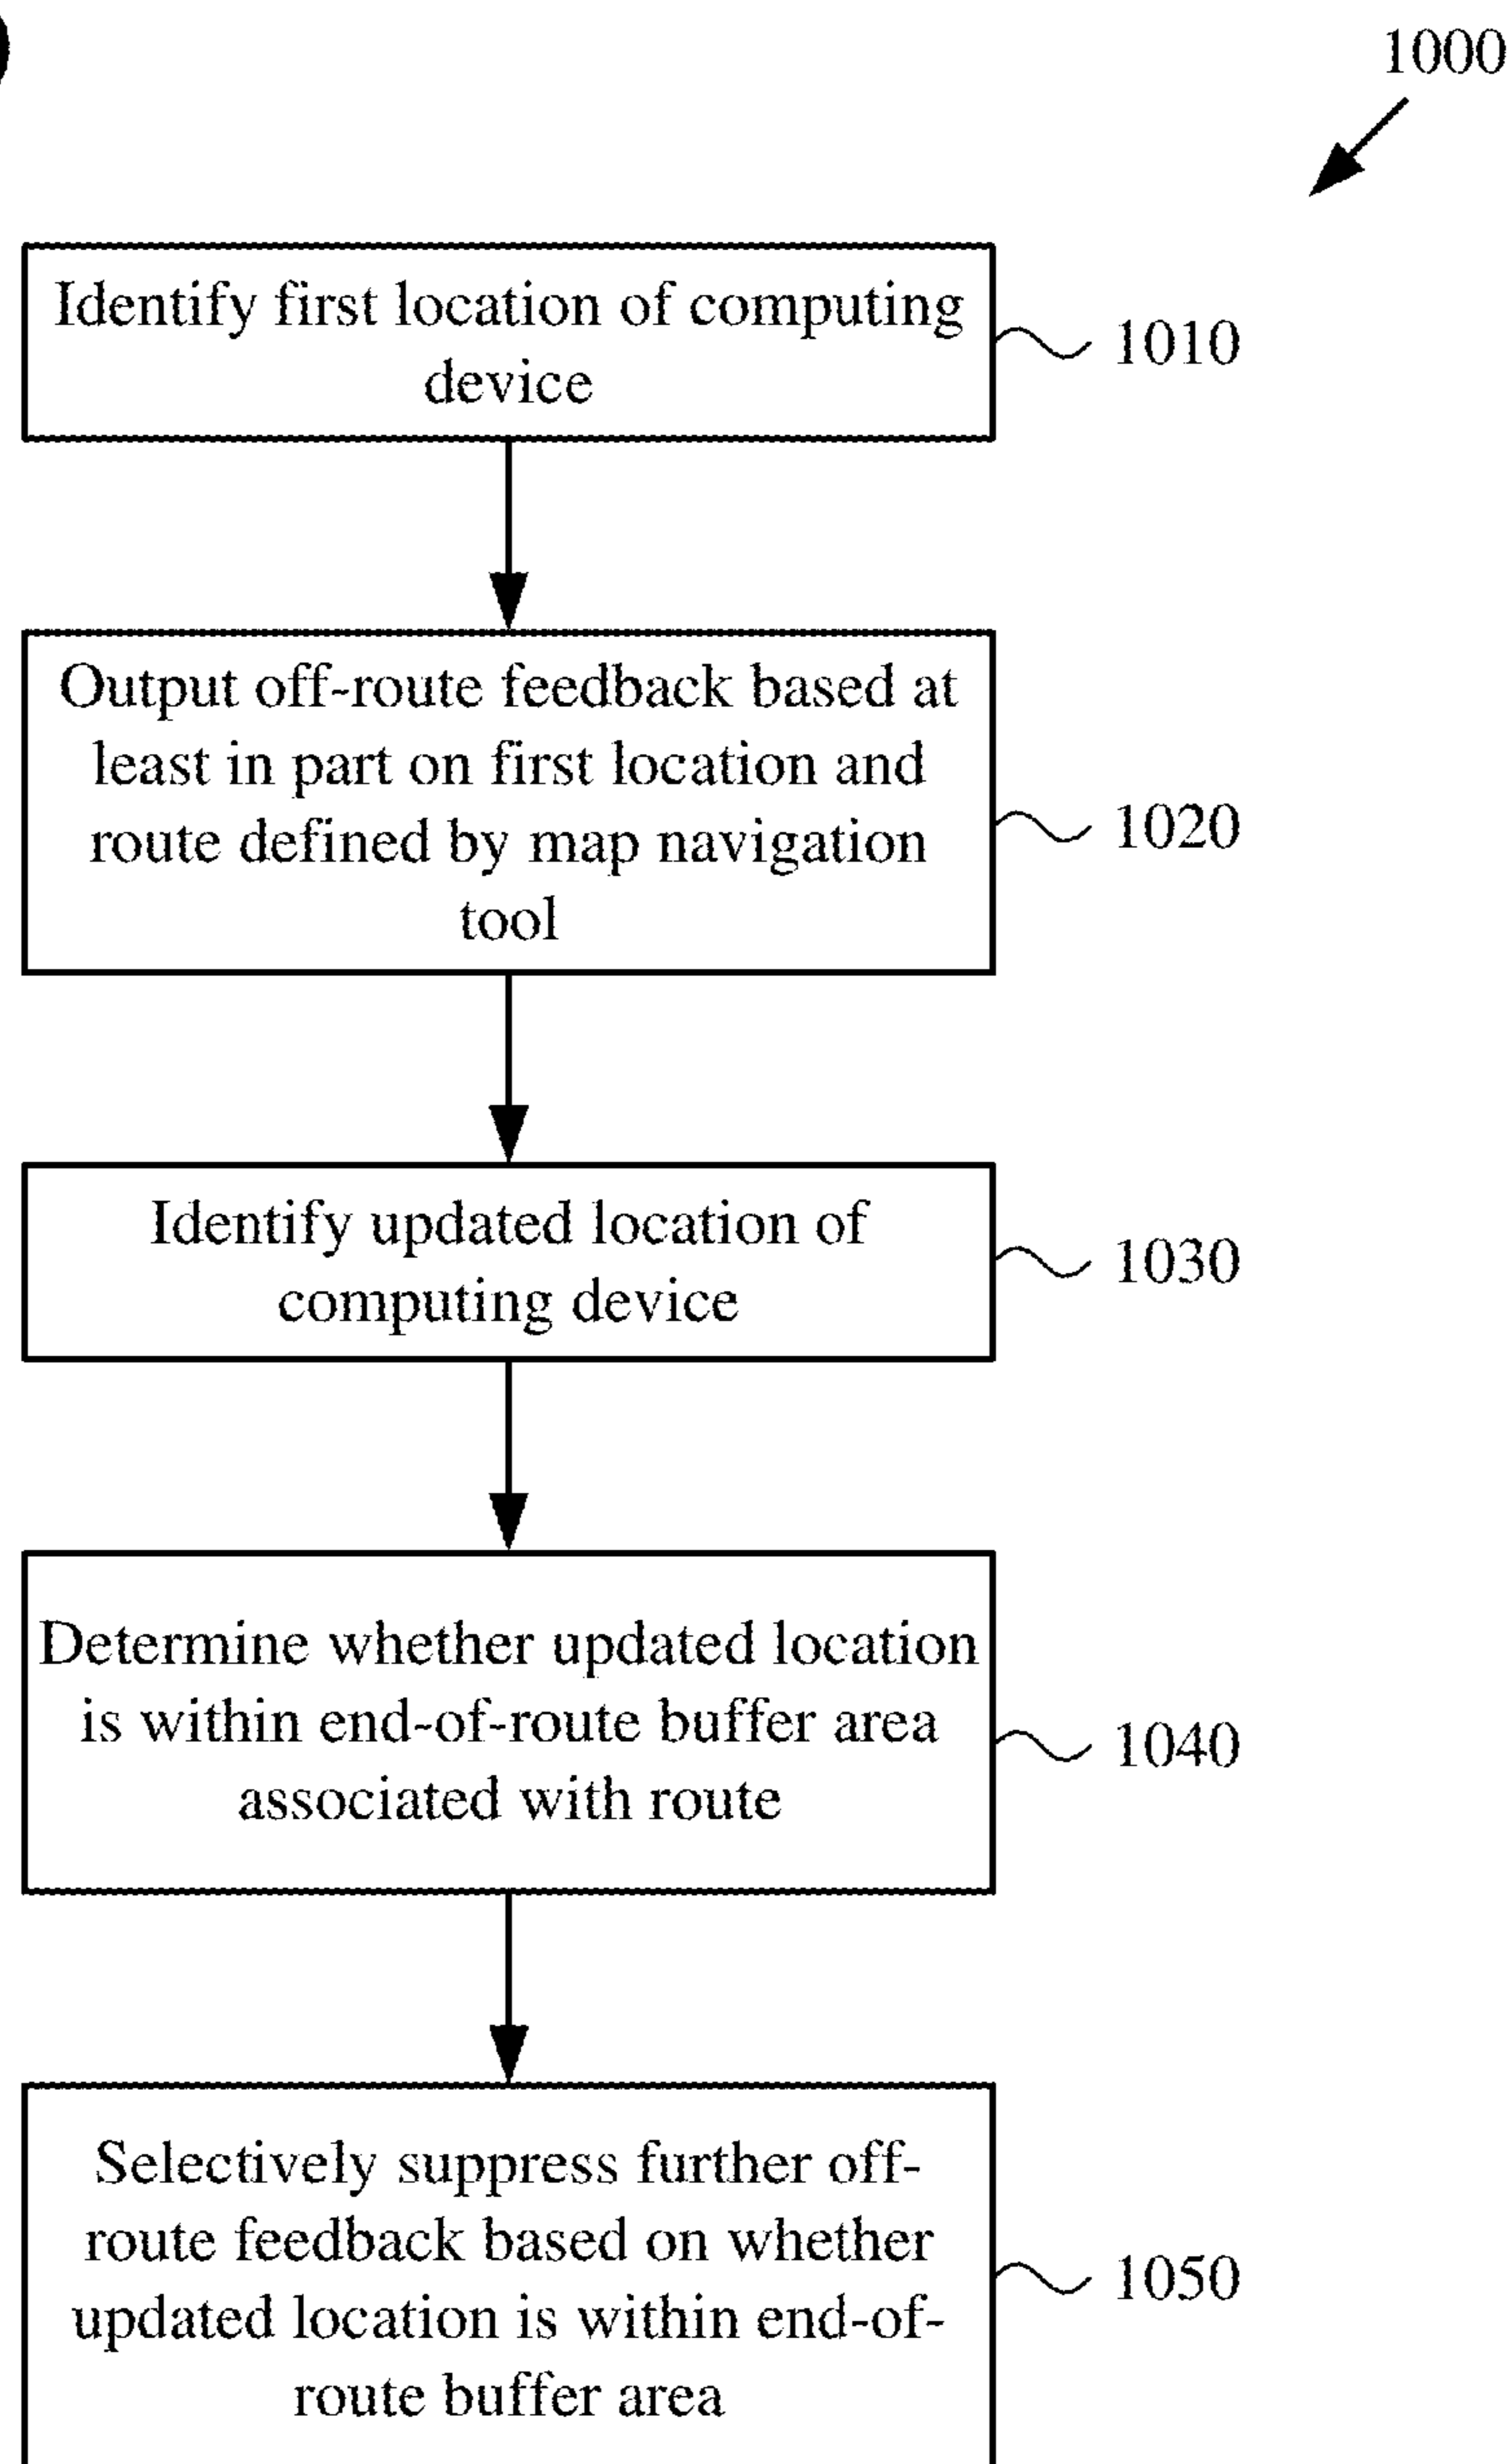 1000
Identify first location of computing
device
1010
Output off-route feedback based at
least in part on first location and
route defined by map navigation
tool
1020
Identify updated location of
computing device
1030
Determine whether updated location
is within end-of-route buffer area
associated with route
1040
Selectively suppress further off-
route feedback based on whether
updated location is within end-of-
route buffer area
1050